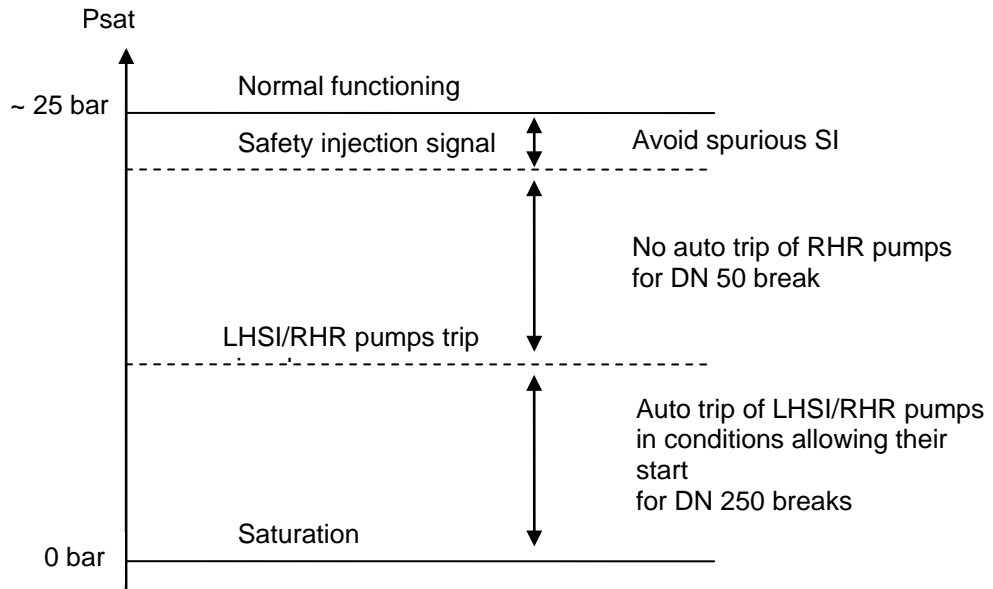 Psat
Normal functioning
~ 25 bar
Safety injection signal
Avoid spurious SI
No auto trip of RHR pumps
for DN 50 break
LHSI/RHR pumps trip
Auto trip of LHSI/RHR pumps
in conditions allowing their
start
for DN 250 breaks
Saturation
0 bar